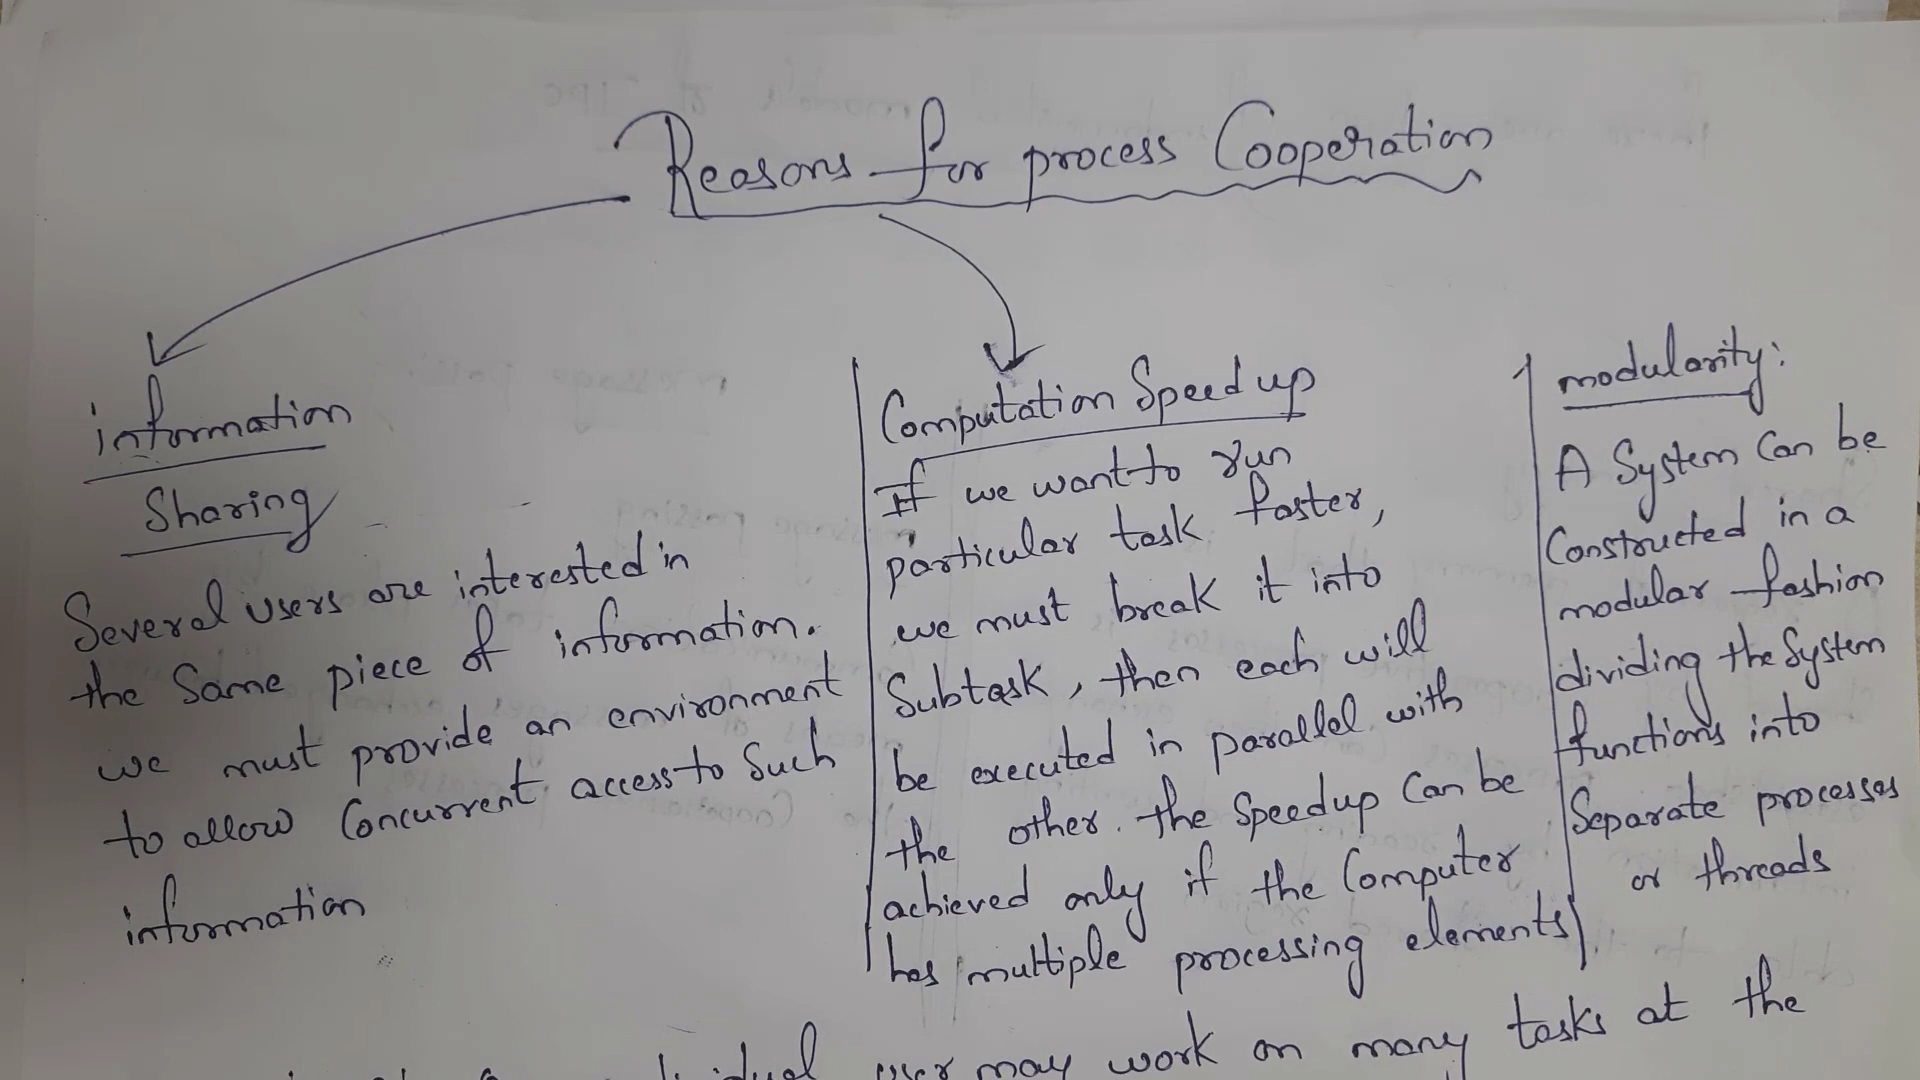 Reasons for process Cooperation
information
Sharing
Several users are interested in
the Same piece of information.
we must provide an environment
to allow Concurrent access to Such
information
Computation Speed up
If we want to run
particular task faster,
we must break it into
Subtask, then each will
be executed in parallel with
the other. the Speedup Can be
achieved only if the Computer
has multiple processing elements
modularity:
A System Can be
Constructed in a
modular fashion
dividing the System
functions into
Separate processes
or threads
user may work on many tasks at the